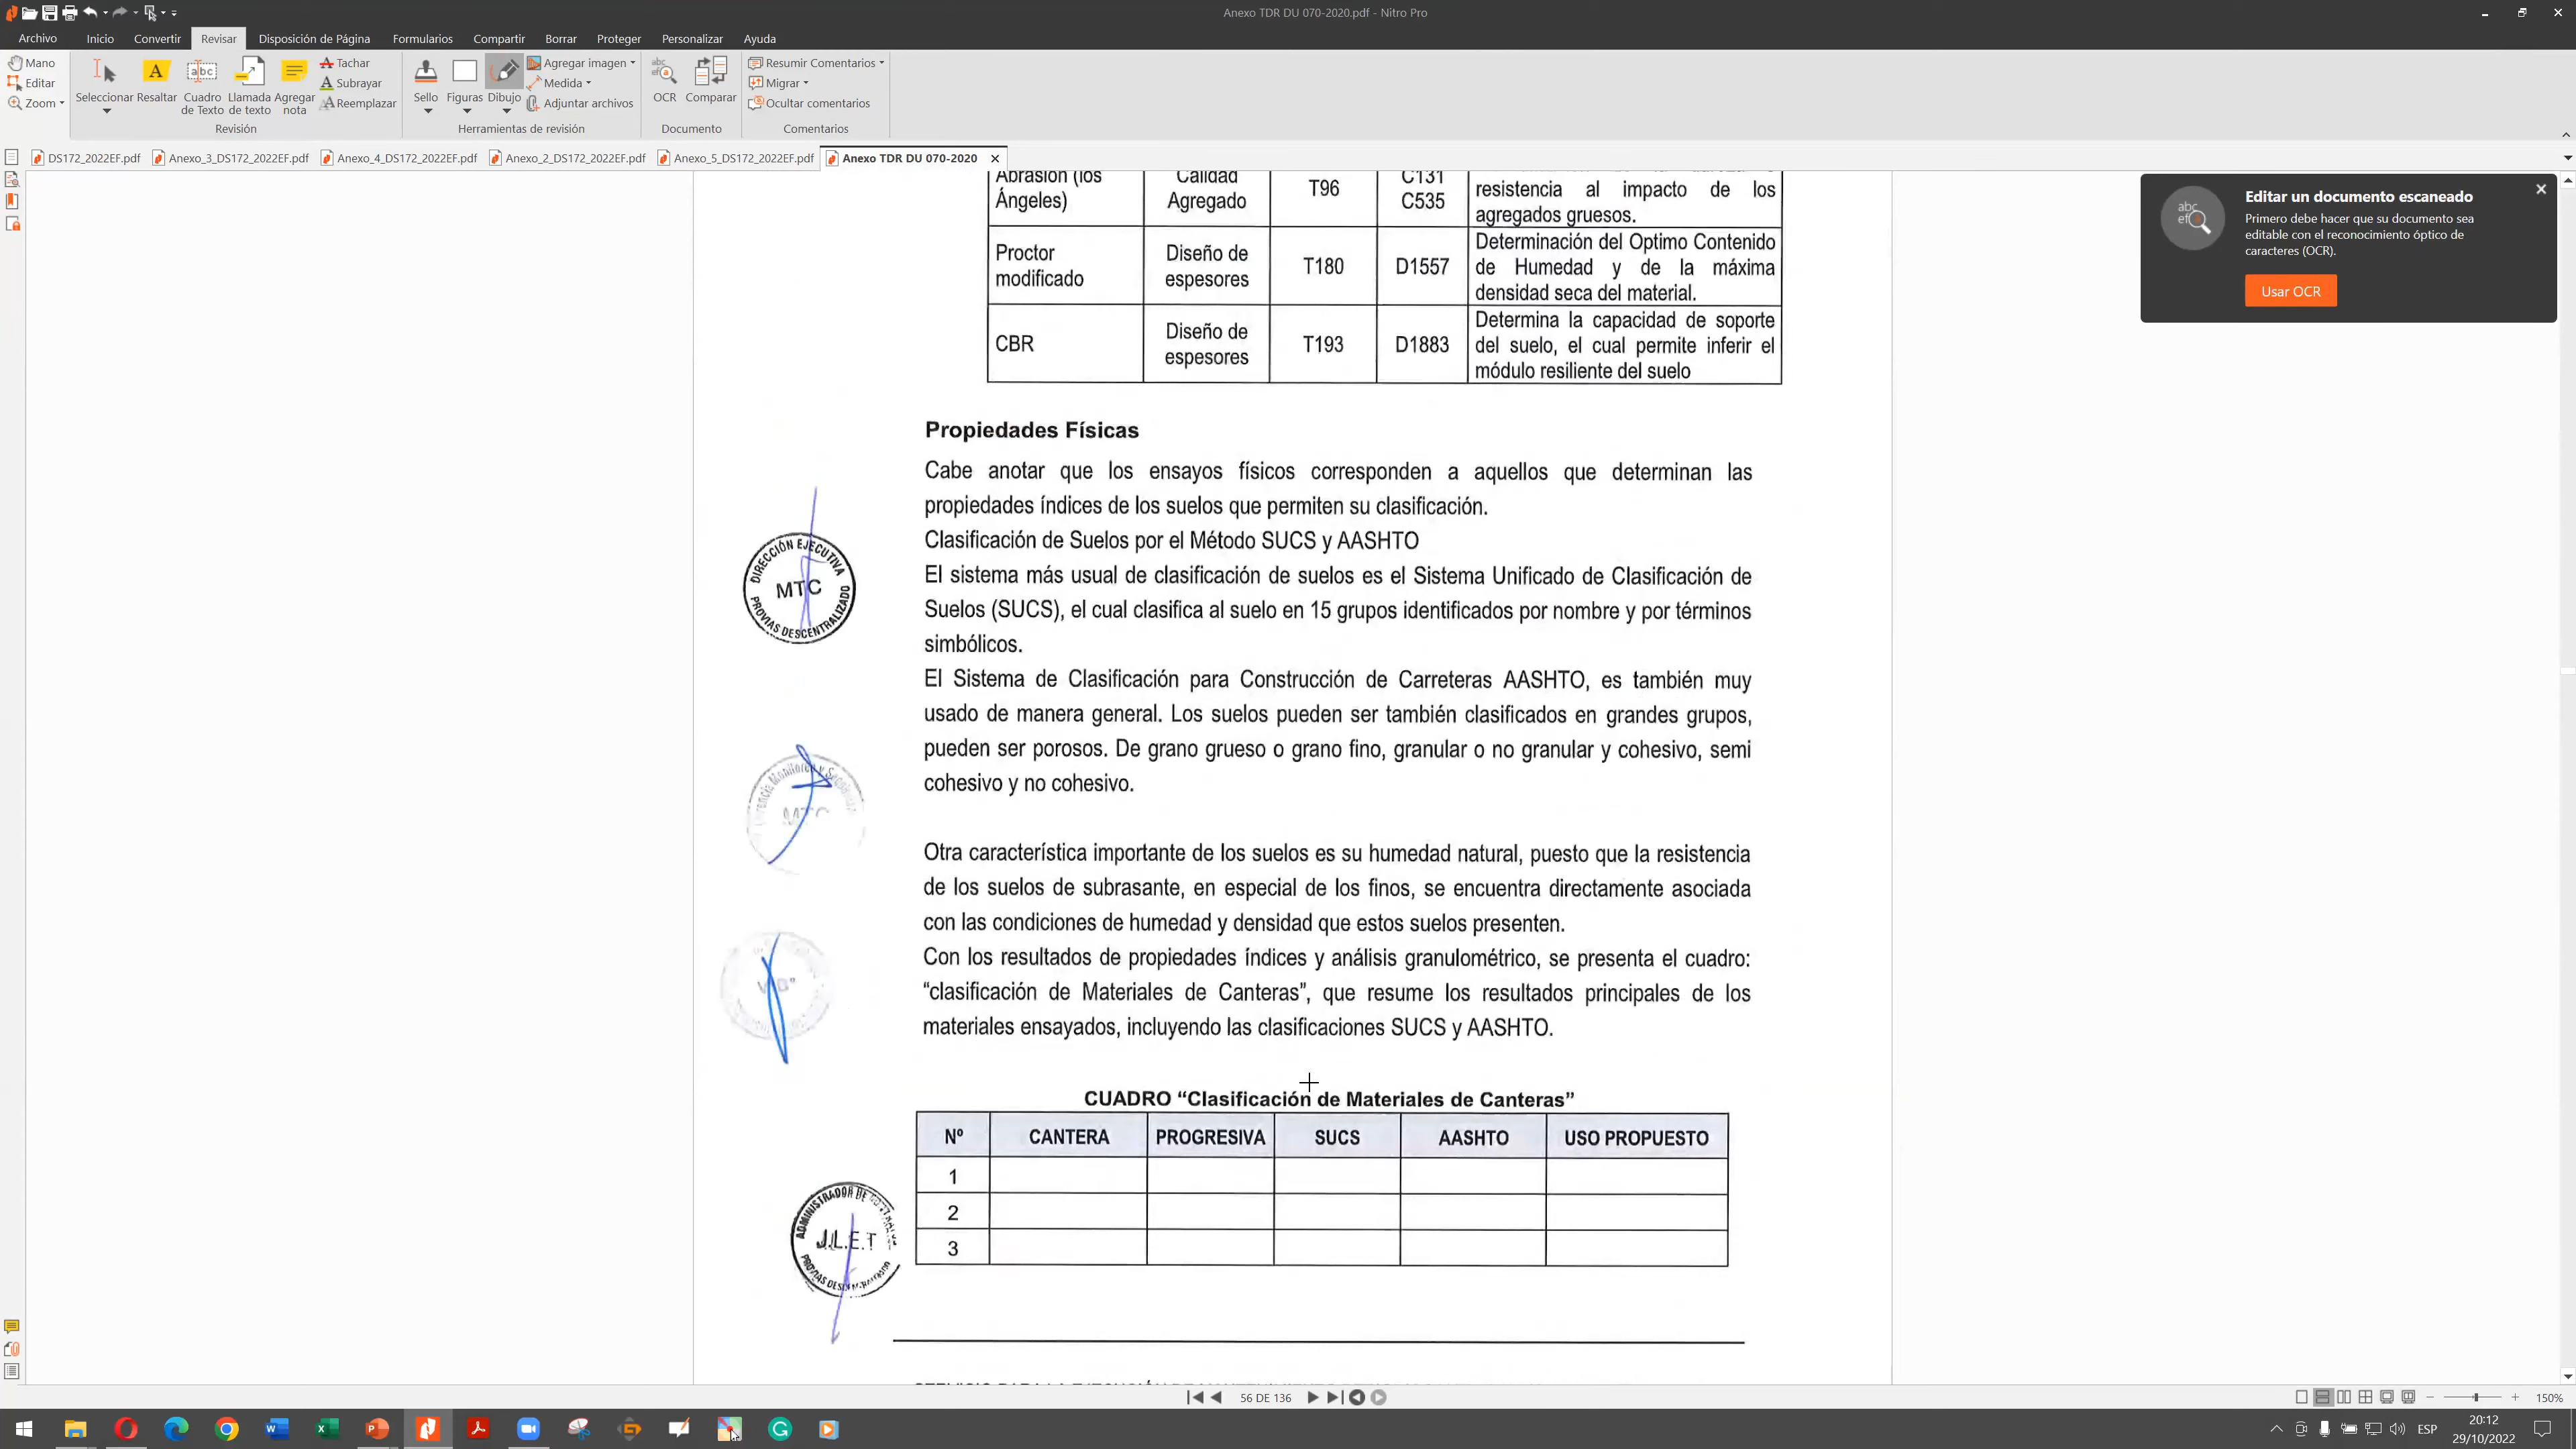 Anexo TDR DU 070-2020.pdf - Nitro Pro
Archivo Inicio Convertir Revisar Disposición de Página Formularios Compartir Borrar Proteger Personalizar Ayuda
Mano
Editar
Zoom
Seleccionar
Resaltar
Cuadro
de Texto
Llamada
de texto
Agregar
nota
Tachar
Subrayar
Reemplazar
Revisión
Sello
Figuras
Dibujo
Agregar imagen
Medida
Adjuntar archivos
Herramientas de revisión
OCR
Comparar
Documento
Resumir Comentarios
Migrar
Ocultar comentarios
Comentarios
DS172_2022EF.pdf Anexo_3_DS172_2022EF.pdf Anexo_4_DS172_2022EF.pdf Anexo_2_DS172_2022EF.pdf Anexo_5_DS172_2022EF.pdf Anexo TDR DU 070-2020
Editar un documento escaneado
Primero debe hacer que su documento sea
editable con el reconocimiento óptico de
caracteres (OCR).
Usar OCR
Abrasión (los
Ángeles)
Calidad
Agregado
T96
C131
C535
resistencia al impacto de los
agregados gruesos.
Proctor
modificado
Diseño de
espesores
T180
D1557
Determinación del Optimo Contenido
de Humedad y de la máxima
densidad seca del material.
CBR
Diseño de
espesores
T193
D1883
Determina la capacidad de soporte
del suelo, el cual permite inferir el
módulo resiliente del suelo
Propiedades Físicas
Cabe anotar que los ensayos físicos corresponden a aquellos que determinan las
propiedades índices de los suelos que permiten su clasificación.
Clasificación de Suelos por el Método SUCS y AASHTO
El sistema más usual de clasificación de suelos es el Sistema Unificado de Clasificación de
Suelos (SUCS), el cual clasifica al suelo en 15 grupos identificados por nombre y por términos
simbólicos.
El Sistema de Clasificación para Construcción de Carreteras AASHTO, es también muy
usado de manera general. Los suelos pueden ser también clasificados en grandes grupos,
pueden ser porosos. De grano grueso o grano fino, granular o no granular y cohesivo, semi
cohesivo y no cohesivo.
Otra característica importante de los suelos es su humedad natural, puesto que la resistencia
de los suelos de subrasante, en especial de los finos, se encuentra directamente asociada
con las condiciones de humedad y densidad que estos suelos presenten.
Con los resultados de propiedades índices y análisis granulométrico, se presenta el cuadro:
“clasificación de Materiales de Canteras”, que resume los resultados principales de los
materiales ensayados, incluyendo las clasificaciones SUCS y AASHTO.
DIRECCIÓN EJECUTIVA
MTC
PROVIAS DESCENTRALIZADO
MTC
CUADRO “Clasificación de Materiales de Canteras”
Nº CANTERA PROGRESIVA SUCS AASHTO USO PROPUESTO
1
2
3
ADMINISTRADOR DE
J.L.E.T
56 DE 136
150%
ESP
20:12
29/10/2022